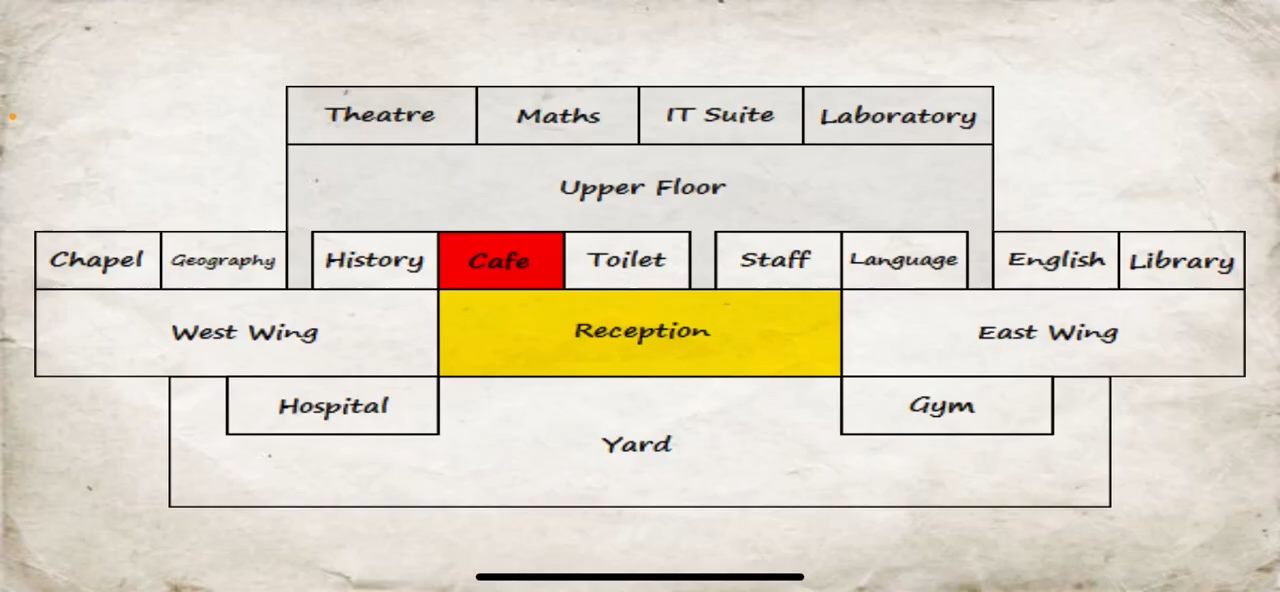 Theatre Maths IT Suite Laboratory
Upper Floor
Chapel Geography History Cafe Toilet Staff Language English Library
West Wing Reception East Wing
Hospital Gym
Yard